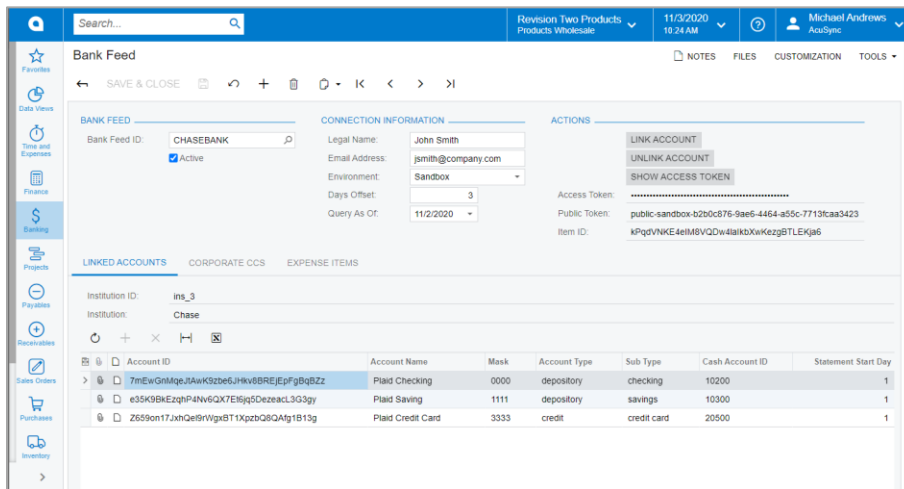 Search...
Revision Two Products
Products Wholesale
11/3/2020
10:24 AM
Michael Andrews
AcuSync
Favorites
Data Views
Time and
Expenses
Finance
Banking
Projects
Payables
Receivables
Sales Orders
Purchases
Inventory
Bank Feed
NOTES FILES CUSTOMIZATION TOOLS
SAVE & CLOSE
BANK FEED
Bank Feed ID: CHASEBANK
Active
CONNECTION INFORMATION
Legal Name: John Smith
Email Address: jsmith@company.com
Environment: Sandbox
Days Offset: 3
Query As Of: 11/2/2020
ACTIONS
LINK ACCOUNT
UNLINK ACCOUNT
SHOW ACCESS TOKEN
Access Token:
Public Token: public-sandbox-b2b0c876-9ae6-4464-a55c-7713fcaa3423
Item ID:
LINKED ACCOUNTS CORPORATE CCS EXPENSE ITEMS
Institution ID: ins_3
Institution: Chase
Account ID Account Name Mask Account Type Sub Type Cash Account ID Statement Start Day
Plaid Checking 0000 depository checking 10200 1
Plaid Saving 1111 depository savings 10300 1
Plaid Credit Card 3333 credit credit card 20500 1